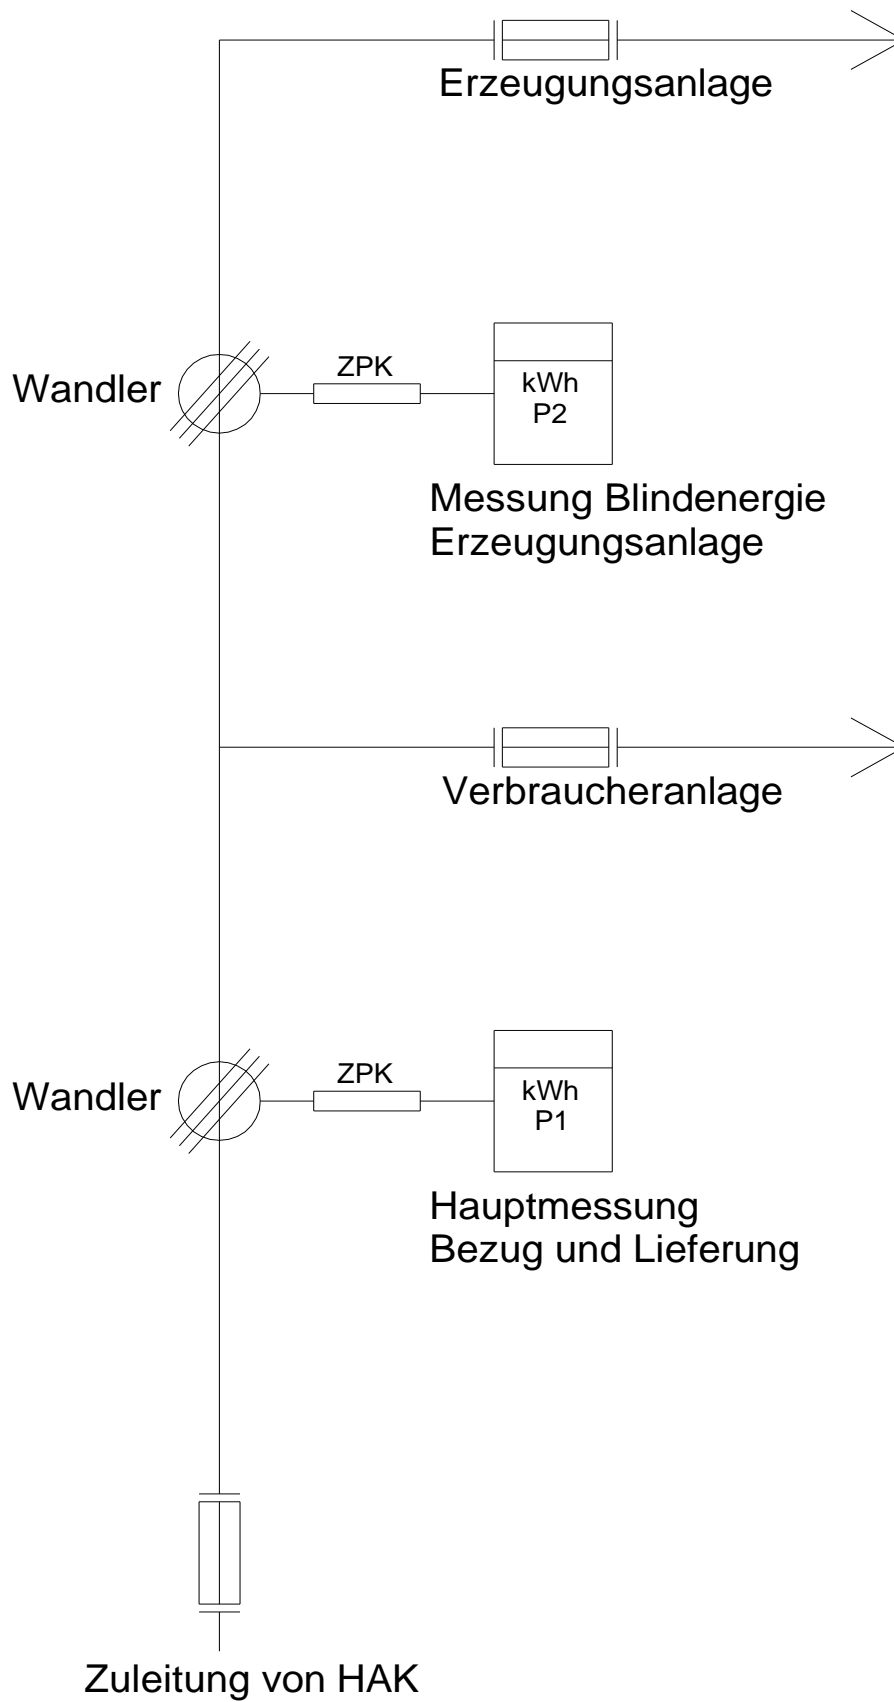 Erzeugungsanlage
Wandler
ZPK
kWh
P2
Messung Blindenergie
Erzeugungsanlage
Verbraucheranlage
Wandler
ZPK
kWh
P1
Hauptmessung
Bezug und Lieferung
Zuleitung von HAK